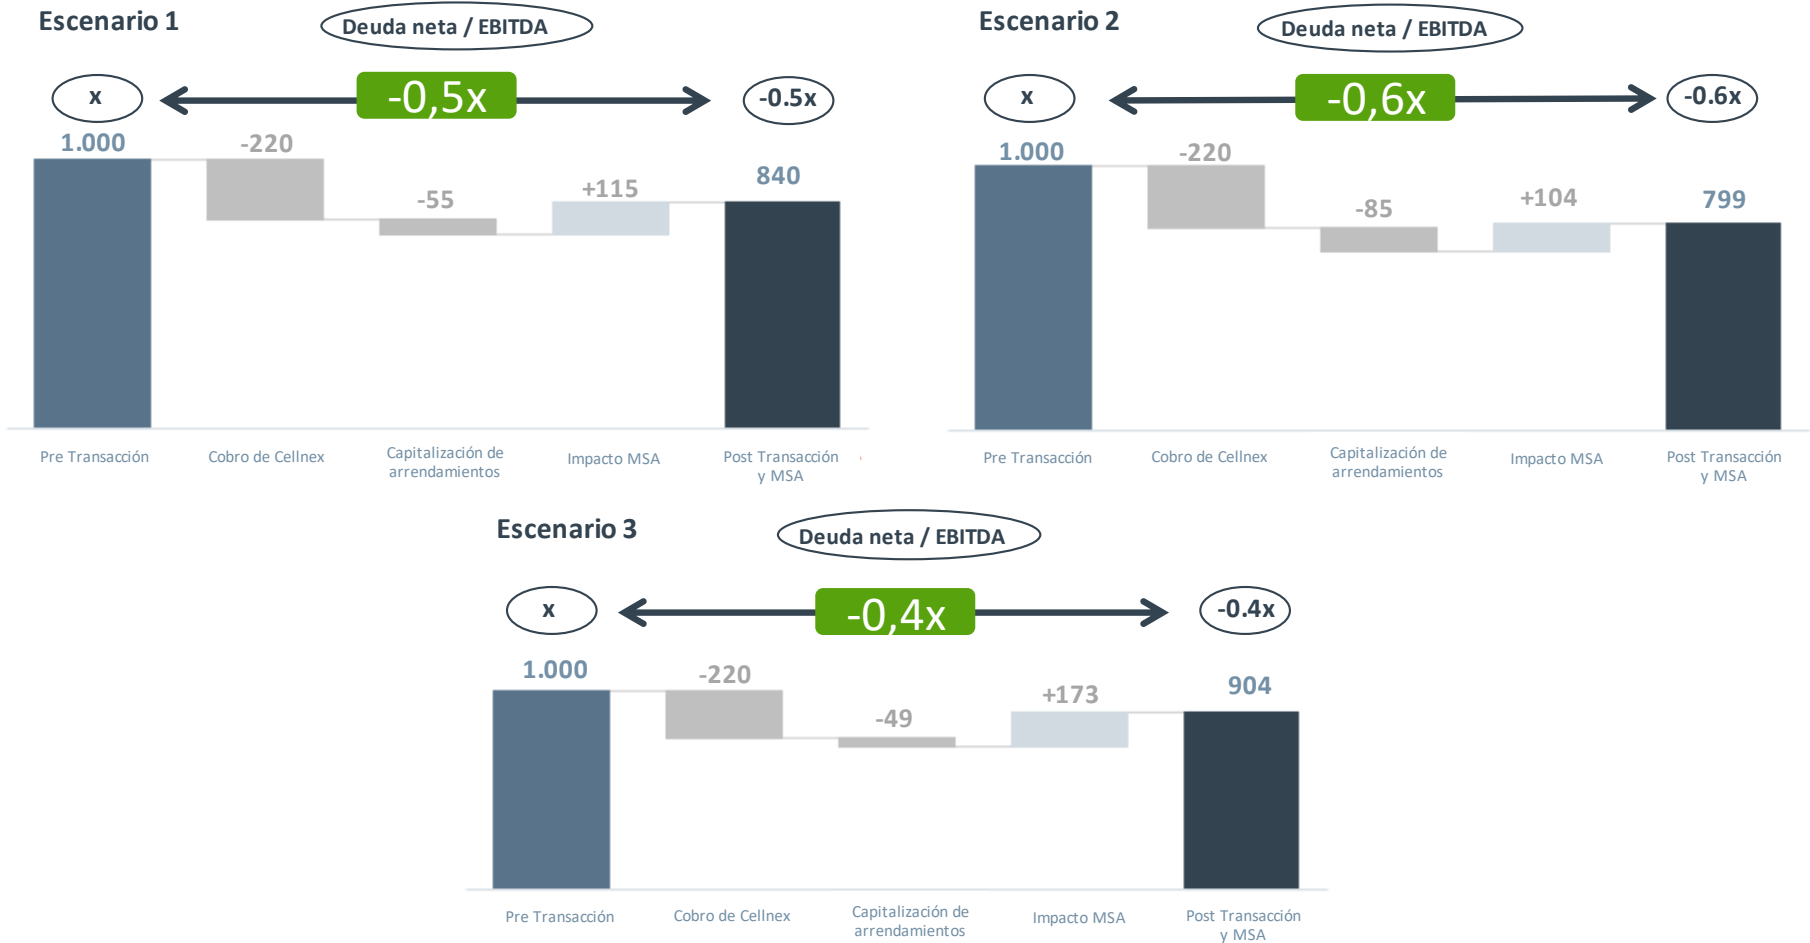 Escenario 1
Deuda neta / EBITDA
x
-0,5x
-0.5x
1.000
-220
-55
+115
840
Pre Transacción
Cobro de Cellnex
Capitalización de
arrendamientos
Impacto MSA
Post Transacción
y MSA
Escenario 2
Deuda neta / EBITDA
x
-0,6x
-0.6x
1.000
-220
-85
+104
799
Pre Transacción
Cobro de Cellnex
Capitalización de
arrendamientos
Impacto MSA
Post Transacción
y MSA
Escenario 3
Deuda neta / EBITDA
x
-0,4x
-0.4x
1.000
-220
-49
+173
904
Pre Transacción
Cobro de Cellnex
Capitalización de
arrendamientos
Impacto MSA
Post Transacción
y MSA